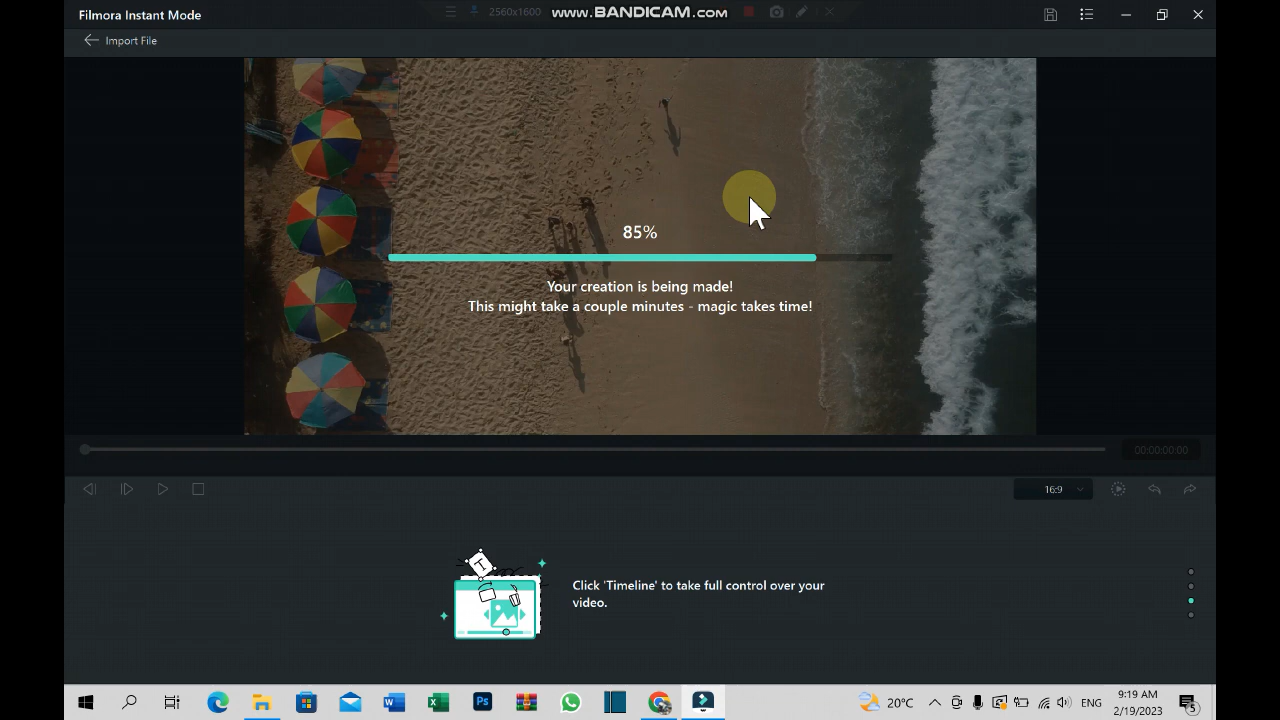 Filmora Instant Mode
2560x1600
www.BANDICAM.com
Import File
85%
Your creation is being made!
This might take a couple minutes - magic takes time!
00:00:00:00
16:9
Click 'Timeline' to take full control over your
video.
T
W
X
Ps
20°C
ENG
9:19 AM
2/19/2023
5